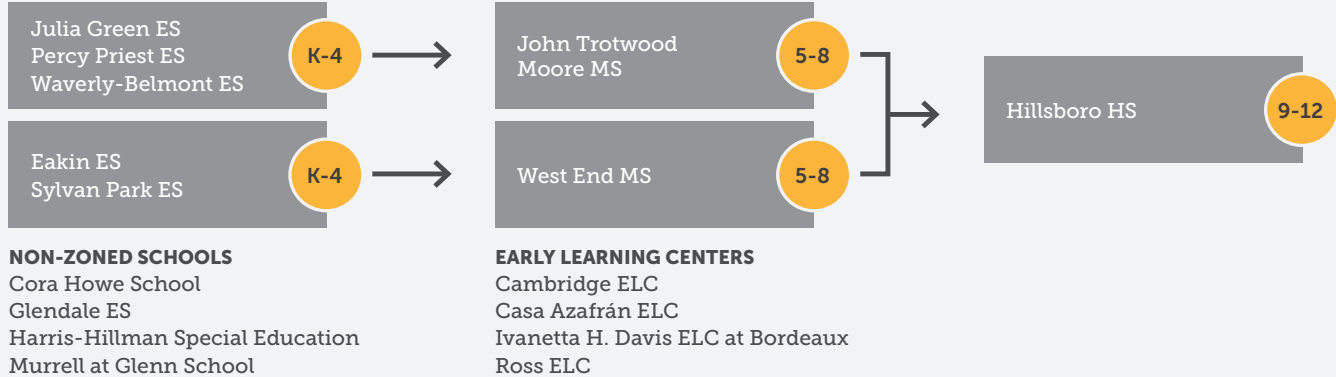 Julia Green ES
Percy Priest ES
Waverly-Belmont ES
K-4
John Trotwood
Moore MS
5-8
Eakin ES
Sylvan Park ES
K-4
West End MS
5-8
Hillsboro HS
9-12
NON-ZONED SCHOOLS
Cora Howe School
Glendale ES
Harris-Hillman Special Education
Murrell at Glenn School
EARLY LEARNING CENTERS
Cambridge ELC
Casa Azafrán ELC
Ivanetta H. Davis ELC at Bordeaux
Ross ELC